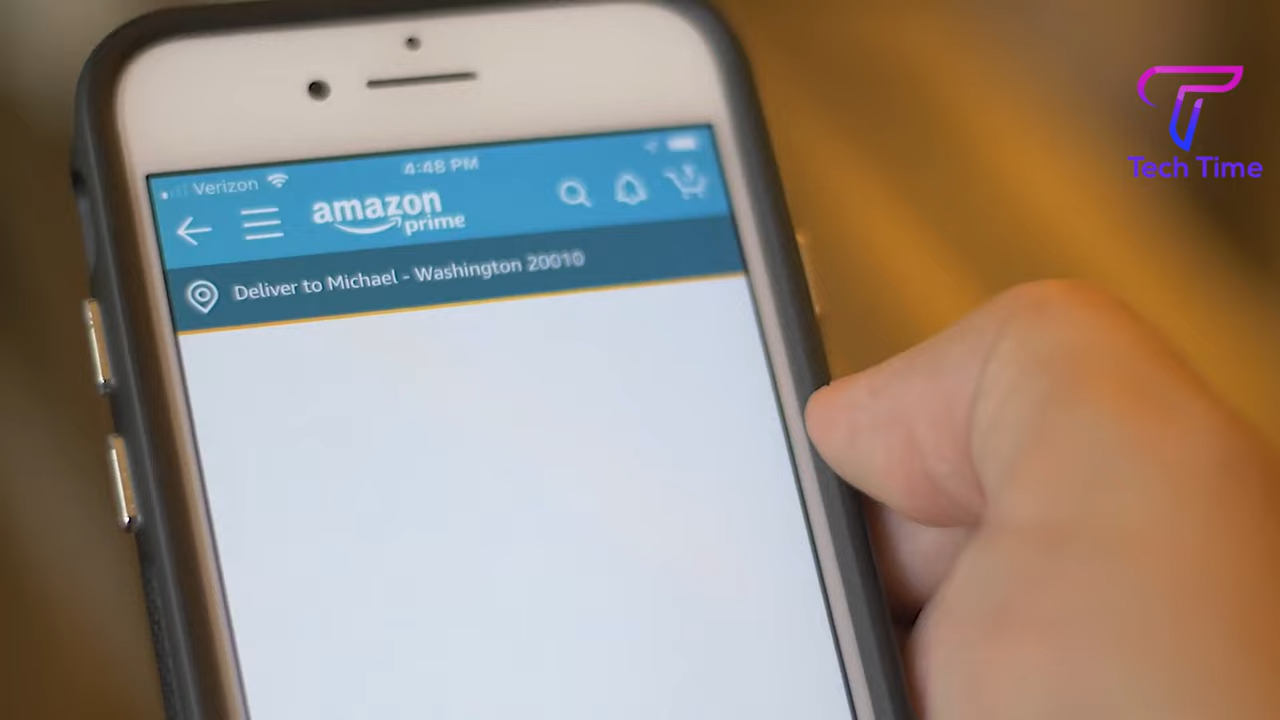 Verizon 4:48 PM
amazon
prime
Deliver to Michael - Washington 20010
Tech Time